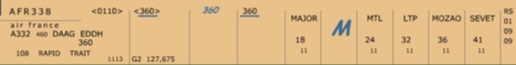 AFR338 <0110> <360> 360 360
air france
A332 460 DAAG EDDH
360
108 RAPID TRAIT 1113 G2 127,675
MAJOR M MTL LTP MOZAO SEVET RS
18 24 32 36 41 01
11 11 11 11 11 09
09